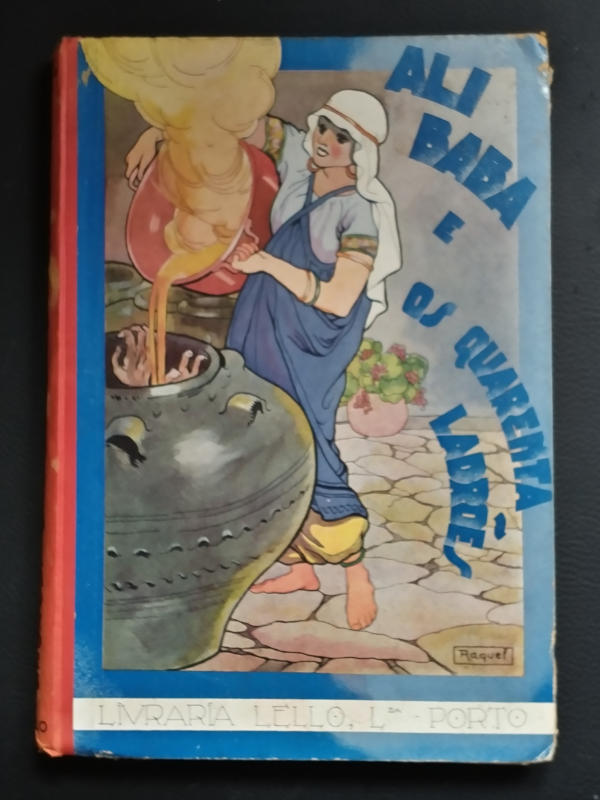 ALI
BABA
E
OS QUARENTA
LADRÕES
Raquel
LIVRARIA LELLO, L.DA - PORTO